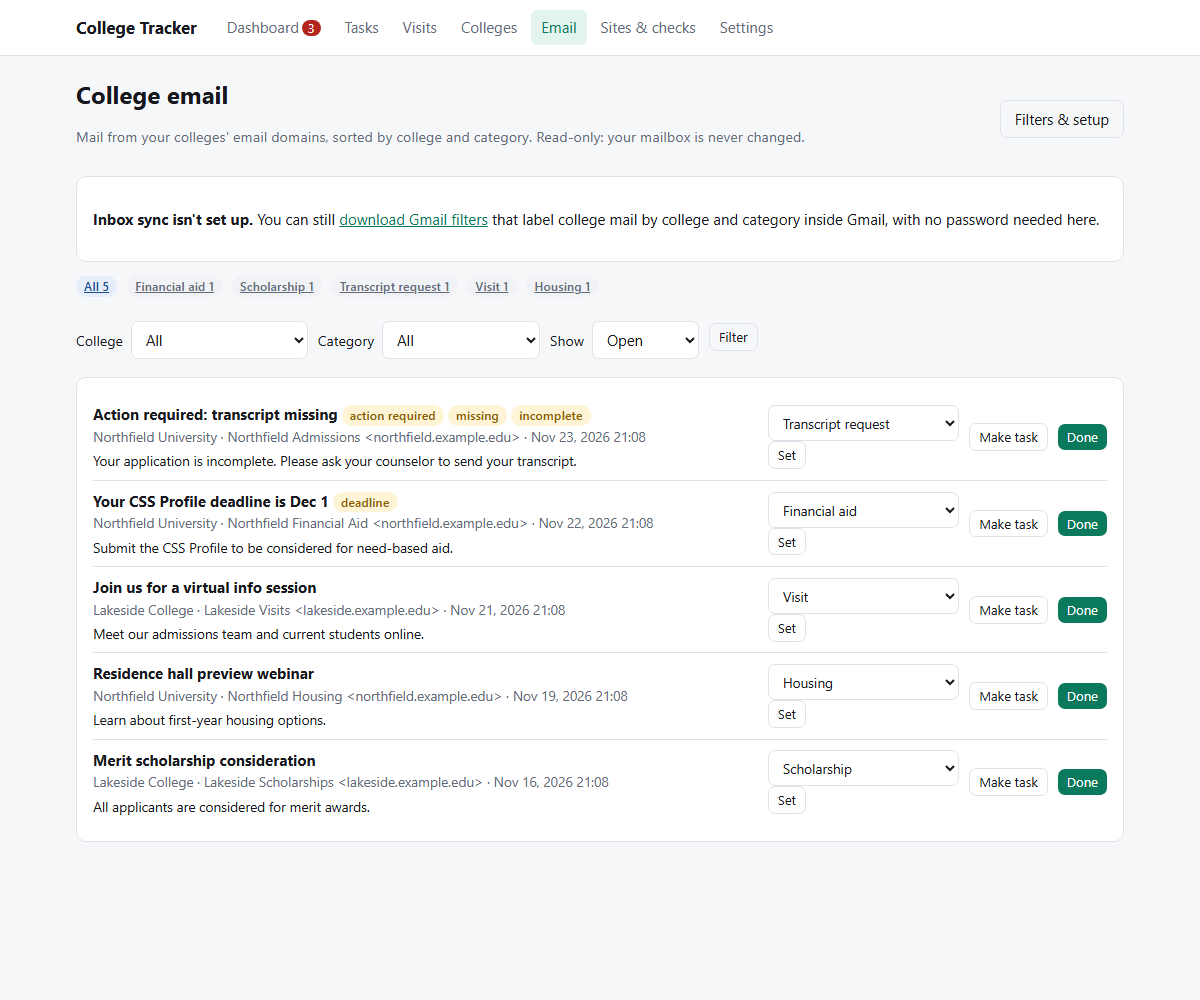 College Tracker Dashboard 3 Tasks Visits Colleges Email Sites & checks Settings
College email
Mail from your colleges' email domains, sorted by college and category. Read-only: your mailbox is never changed.
Filters & setup
Inbox sync isn't set up. You can still download Gmail filters that label college mail by college and category inside Gmail, with no password needed here.
All 5 Financial aid 1 Scholarship 1 Transcript request 1 Visit 1 Housing 1
College All Category All Show Open Filter
Action required: transcript missing action required missing incomplete
Northfield University · Northfield Admissions <northfield.example.edu> · Nov 23, 2026 21:08
Your application is incomplete. Please ask your counselor to send your transcript.
Transcript request
Set
Make task Done
Your CSS Profile deadline is Dec 1 deadline
Northfield University · Northfield Financial Aid <northfield.example.edu> · Nov 22, 2026 21:08
Submit the CSS Profile to be considered for need-based aid.
Financial aid
Set
Make task Done
Join us for a virtual info session
Lakeside College · Lakeside Visits <lakeside.example.edu> · Nov 21, 2026 21:08
Meet our admissions team and current students online.
Visit
Set
Make task Done
Residence hall preview webinar
Northfield University · Northfield Housing <northfield.example.edu> · Nov 19, 2026 21:08
Learn about first-year housing options.
Housing
Set
Make task Done
Merit scholarship consideration
Lakeside College · Lakeside Scholarships <lakeside.example.edu> · Nov 16, 2026 21:08
All applicants are considered for merit awards.
Scholarship
Set
Make task Done